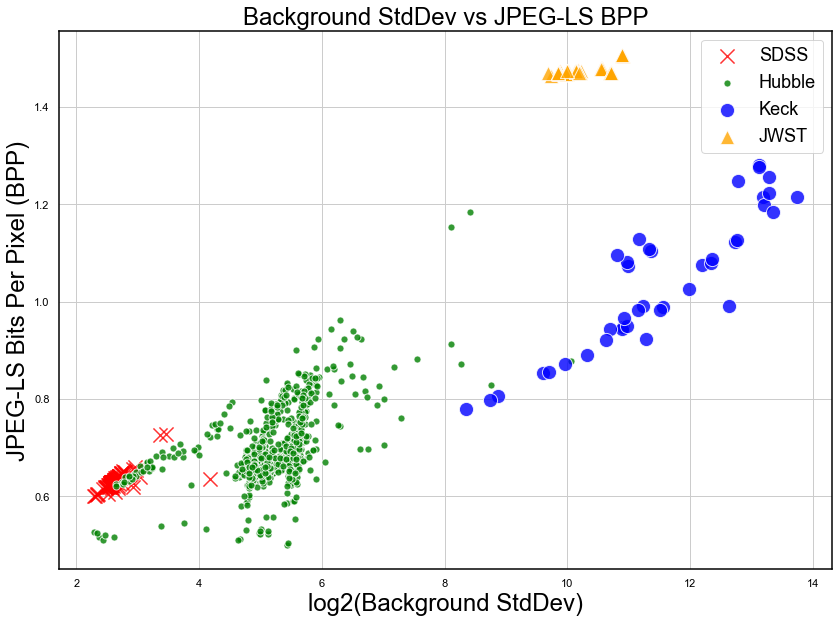 Background StdDev vs JPEG-LS BPP
SDSS
Hubble
Keck
JWST
JPEG-LS Bits Per Pixel (BPP)
1.4
1.2
1.0
0.8
0.6
2 4 6 8 10 12 14
log2(Background StdDev)